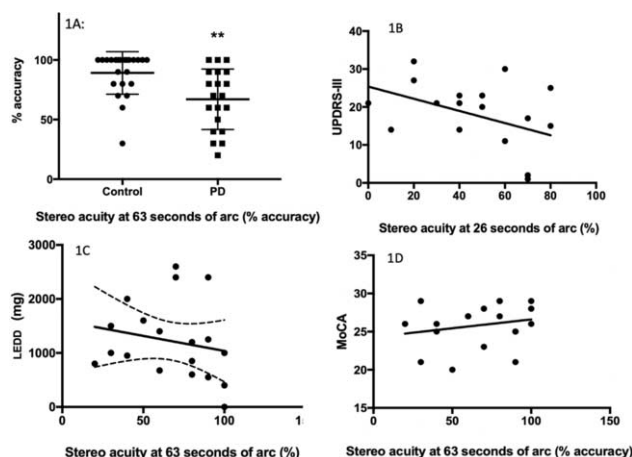 1A:
**
% accuracy
100
50
0
Control
PD
Stereo acuity at 63 seconds of arc (% accuracy)
1B
UPDRS-III
40
30
20
10
0
0 20 40 60 80 100
Stereo acuity at 26 seconds of arc (%)
1C
LEDD (mg)
3000
2000
1000
0
0 50 100
Stereo acuity at 63 seconds of arc (%)
1D
MoCA
35
30
25
20
15
0 50 100 150
Stereo acuity at 63 seconds of arc (% accuracy)